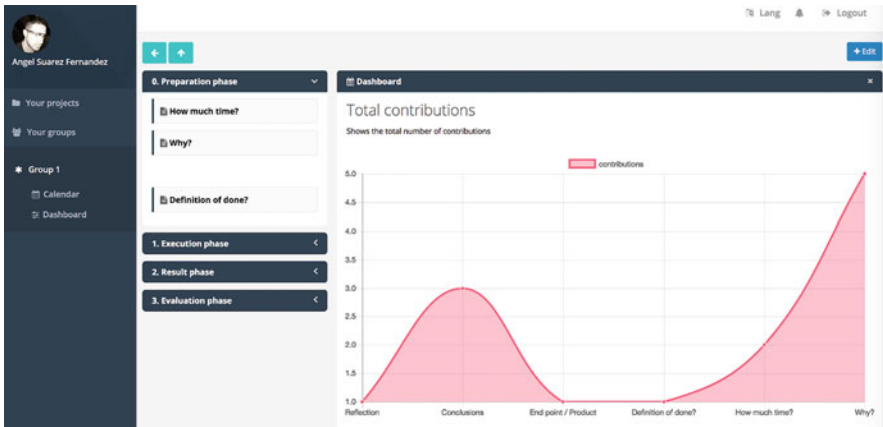 Lang
Logout
Angel Suarez Fernandez
Your projects
Your groups
Group 1
Calendar
Dashboard
+ Edit
0. Preparation phase
How much time?
Why?
Definition of done?
1. Execution phase
2. Result phase
3. Evaluation phase
Dashboard
Total contributions
Shows the total number of contributions
contributions
5.0
4.5
4.0
3.5
3.0
2.5
2.0
1.5
1.0
Reflection Conclusions End point / Product Definition of done? How much time? Why?